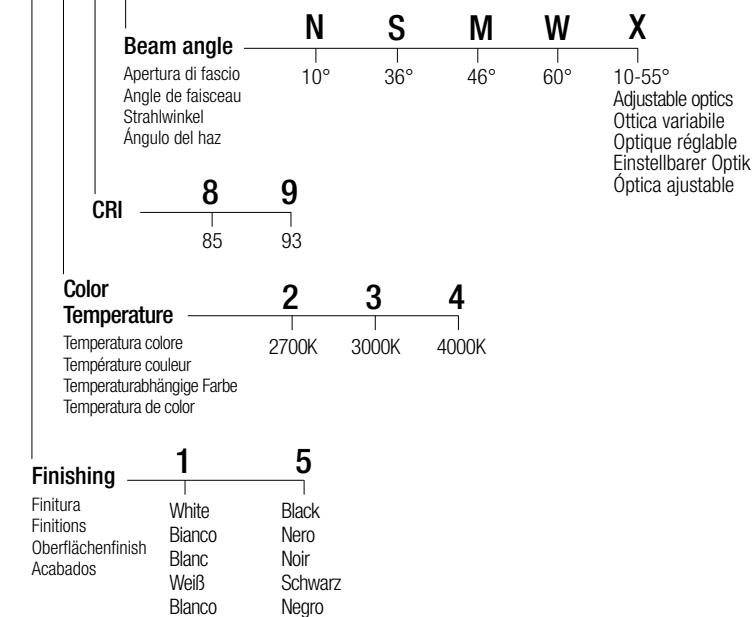 Beam angle
Apertura di fascio
Angle de faisceau
Strahlwinkel
Ángulo del haz
N S M W X
10° 36° 46° 60° 10-55°
Adjustable optics
Ottica variabile
Optique réglable
Einstellbarer Optik
Óptica ajustable
CRI
8 9
85 93
Color
Temperature
Temperatura colore
Température couleur
Temperaturabhängige Farbe
Temperatura de color
2 3 4
2700K 3000K 4000K
Finishing
Finitura
Finitions
Oberflächenfinish
Acabados
1 5
White Black
Bianco Nero
Blanc Noir
Weiß Schwarz
Blanco Negro